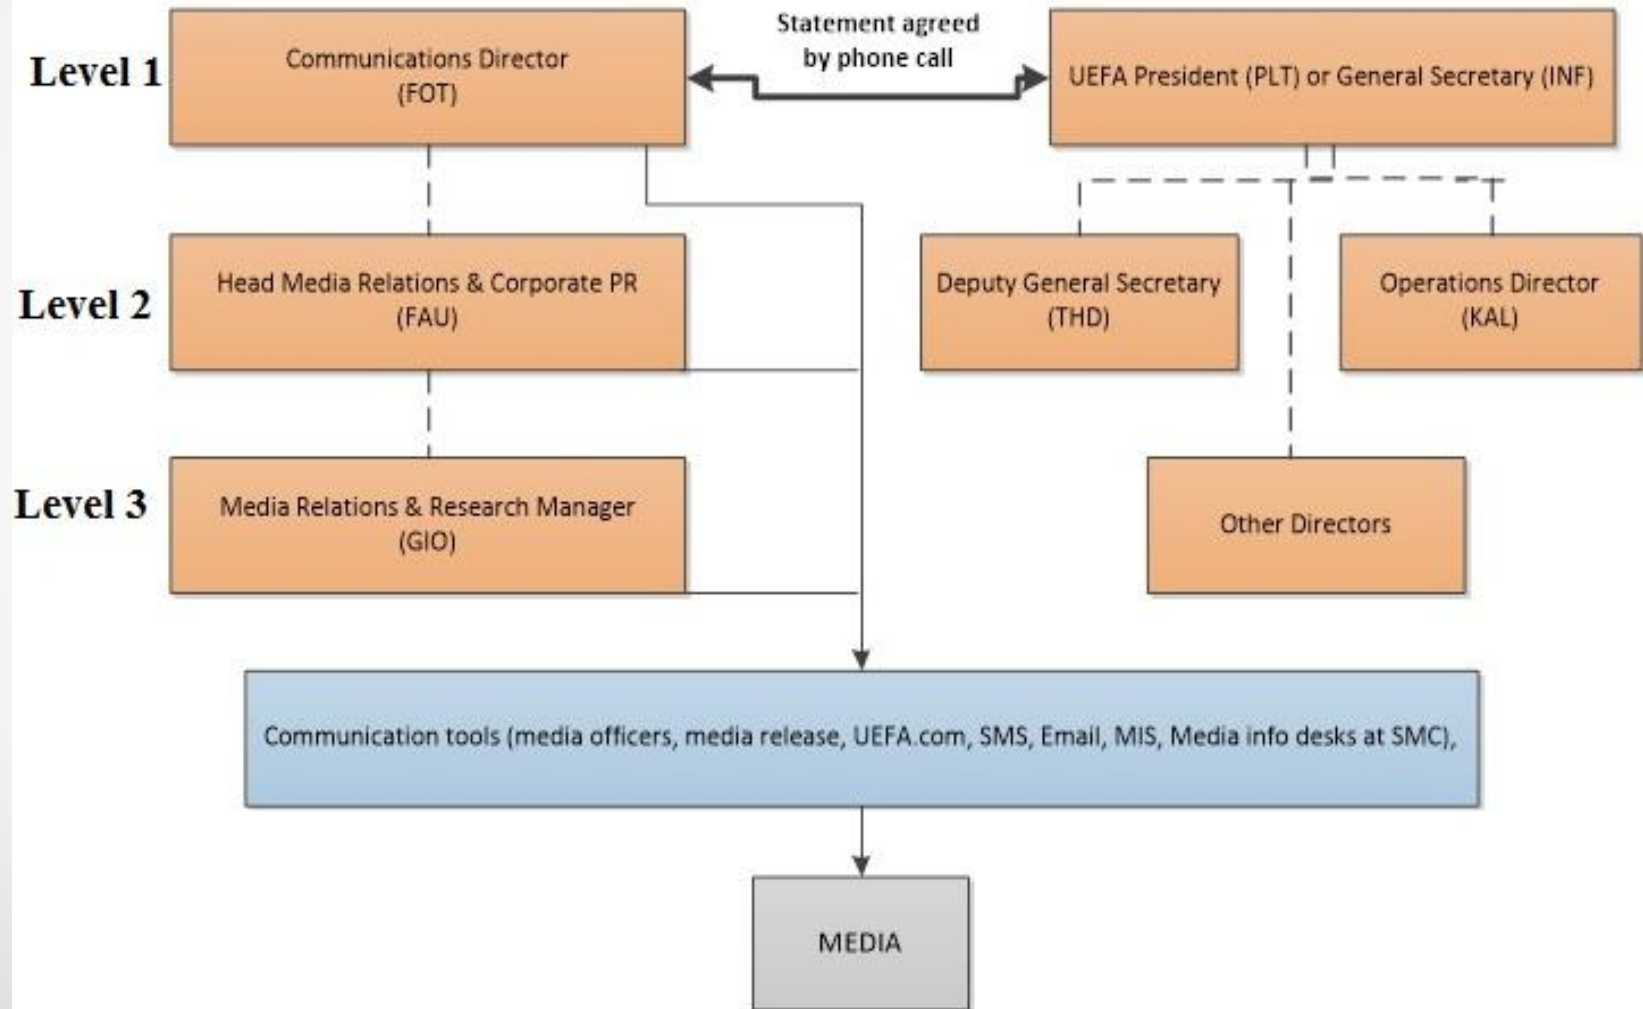 Level 1
Communications Director
(FOT)
Statement agreed
by phone call
UEFA President (PLT) or General Secretary (INF)
Level 2
Head Media Relations & Corporate PR
(FAU)
Deputy General Secretary
(THD)
Operations Director
(KAL)
Level 3
Media Relations & Research Manager
(GIO)
Other Directors
Communication tools (media officers, media release, UEFA.com, SMS, Email, MIS, Media info desks at SMC),
MEDIA